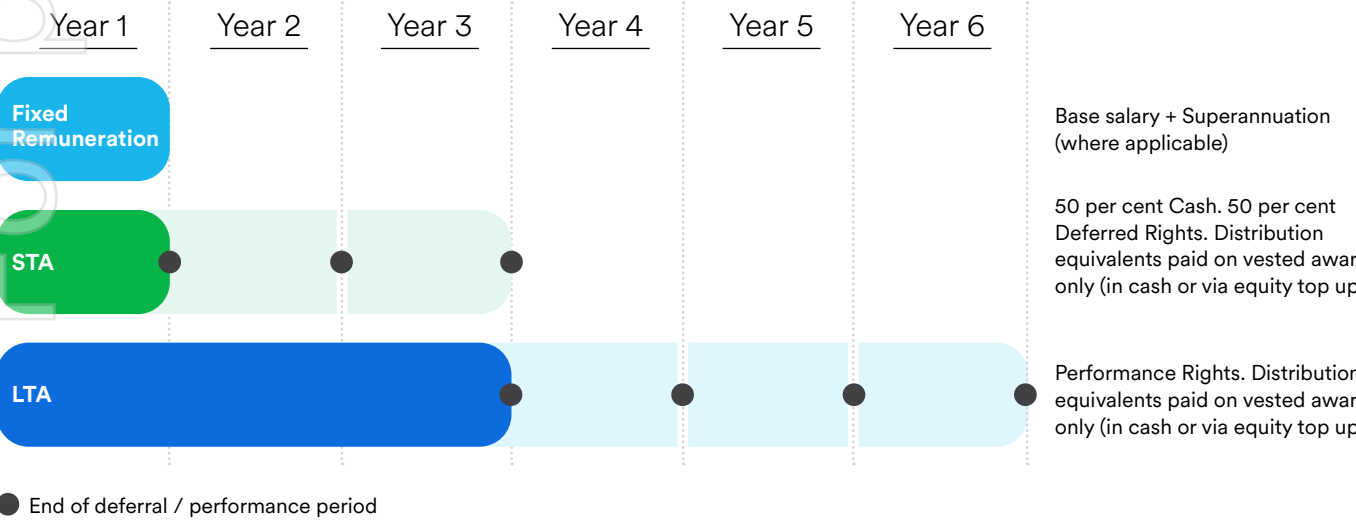 Year 1
Year 2
Year 3
Year 4
Year 5
Year 6
Fixed
Remuneration
Base salary + Superannuation
(where applicable)
STA
50 per cent Cash. 50 per cent
Deferred Rights. Distribution
equivalents paid on vested
only (in cash or via equity top up
LTA
Performance Rights. Distribution
equivalents paid on vested
only (in cash or via equity top up
End of deferral / performance period